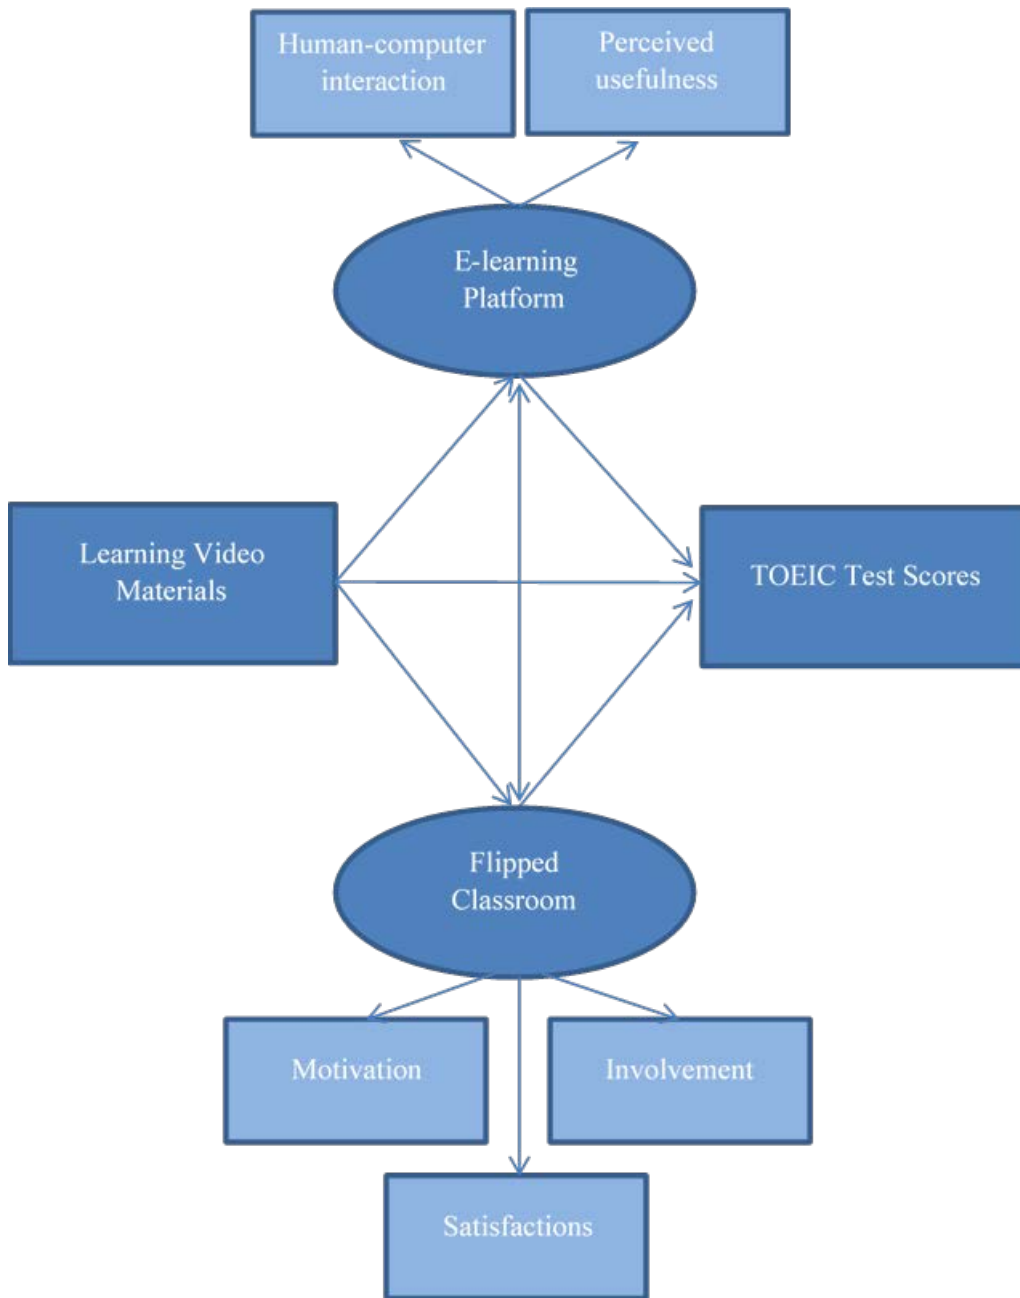 Human-computer
interaction
Perceived
usefulness
E-learning
Platform
Learning Video
Materials
TOEIC Test Scores
Flipped
Classroom
Motivation
Involvement
Satisfactions